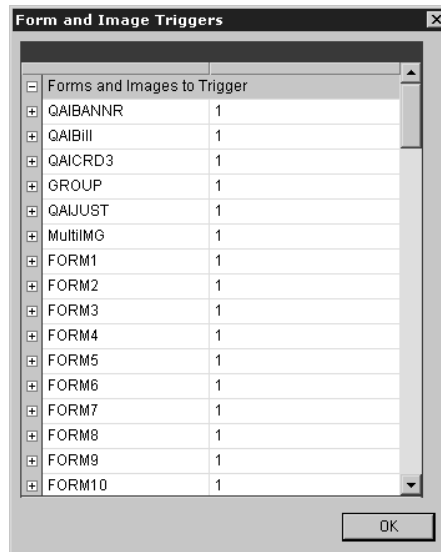 Form and Image Triggers
Forms and Images to Trigger
QAIBANNR 1
QAIBill 1
QAICRD3 1
GROUP 1
QAIJUST 1
MultiIMG 1
FORM1 1
FORM2 1
FORM3 1
FORM4 1
FORM5 1
FORM6 1
FORM7 1
FORM8 1
FORM9 1
FORM10 1
OK